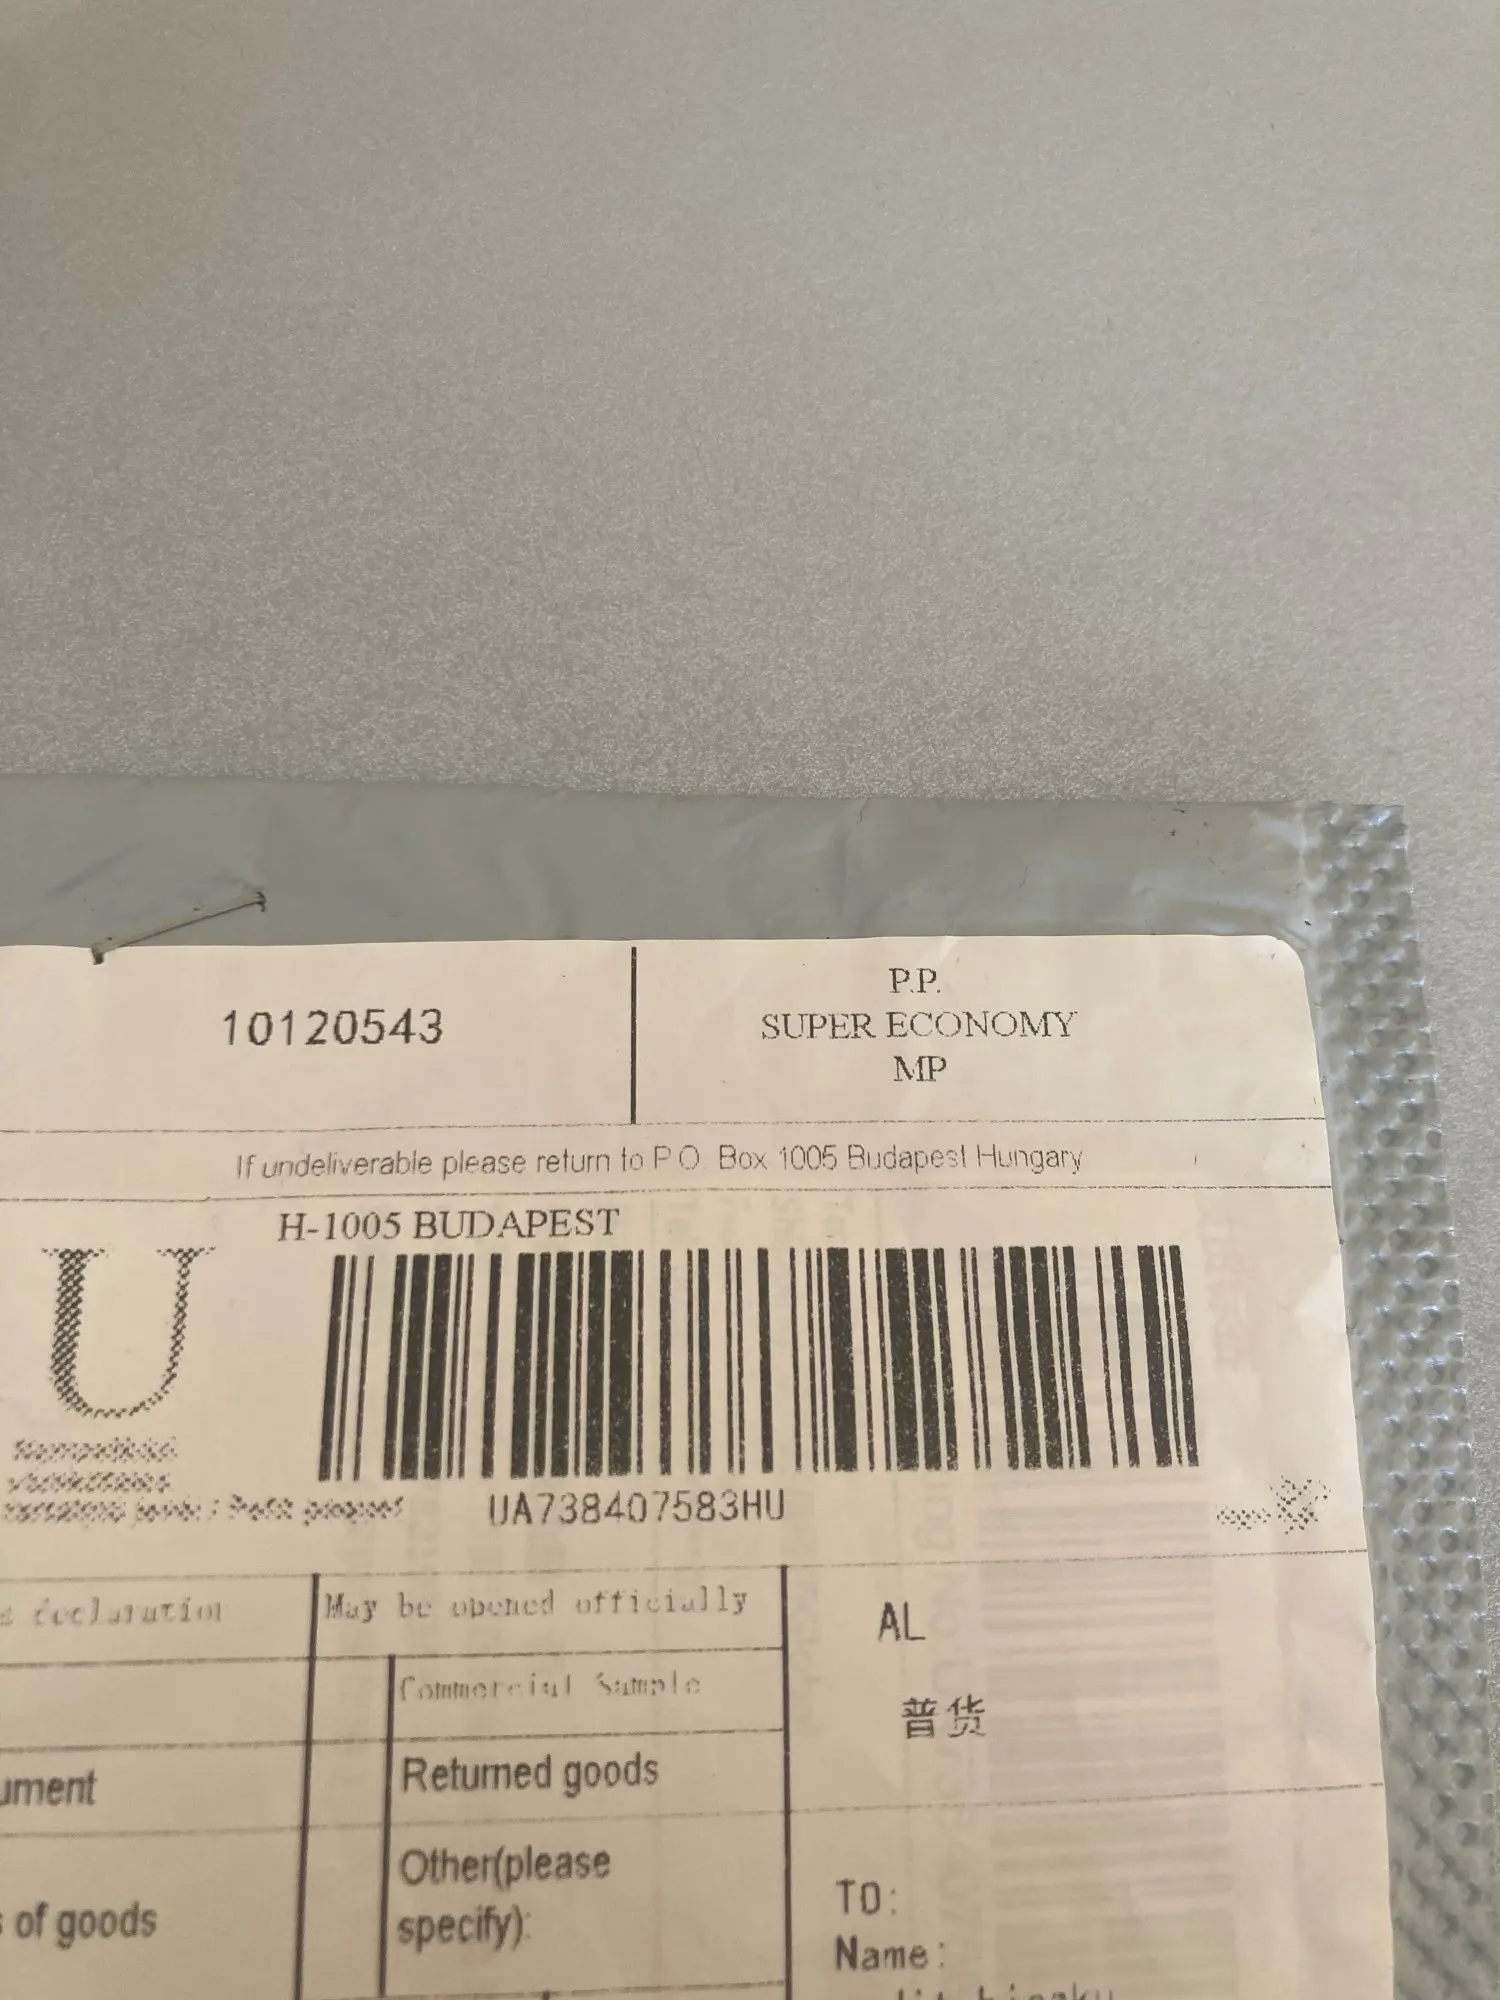 10120543
P.P.
SUPER ECONOMY
MP
If undeliverable please return to P.O. Box 1005 Budapest Hungary
H-1005 BUDAPEST
U
UA738407583HU
declaration
May be opened officially
AL
Commercial Sample
普货
ument
Returned goods
of goods
Other(please
specify):
TO:
Name: